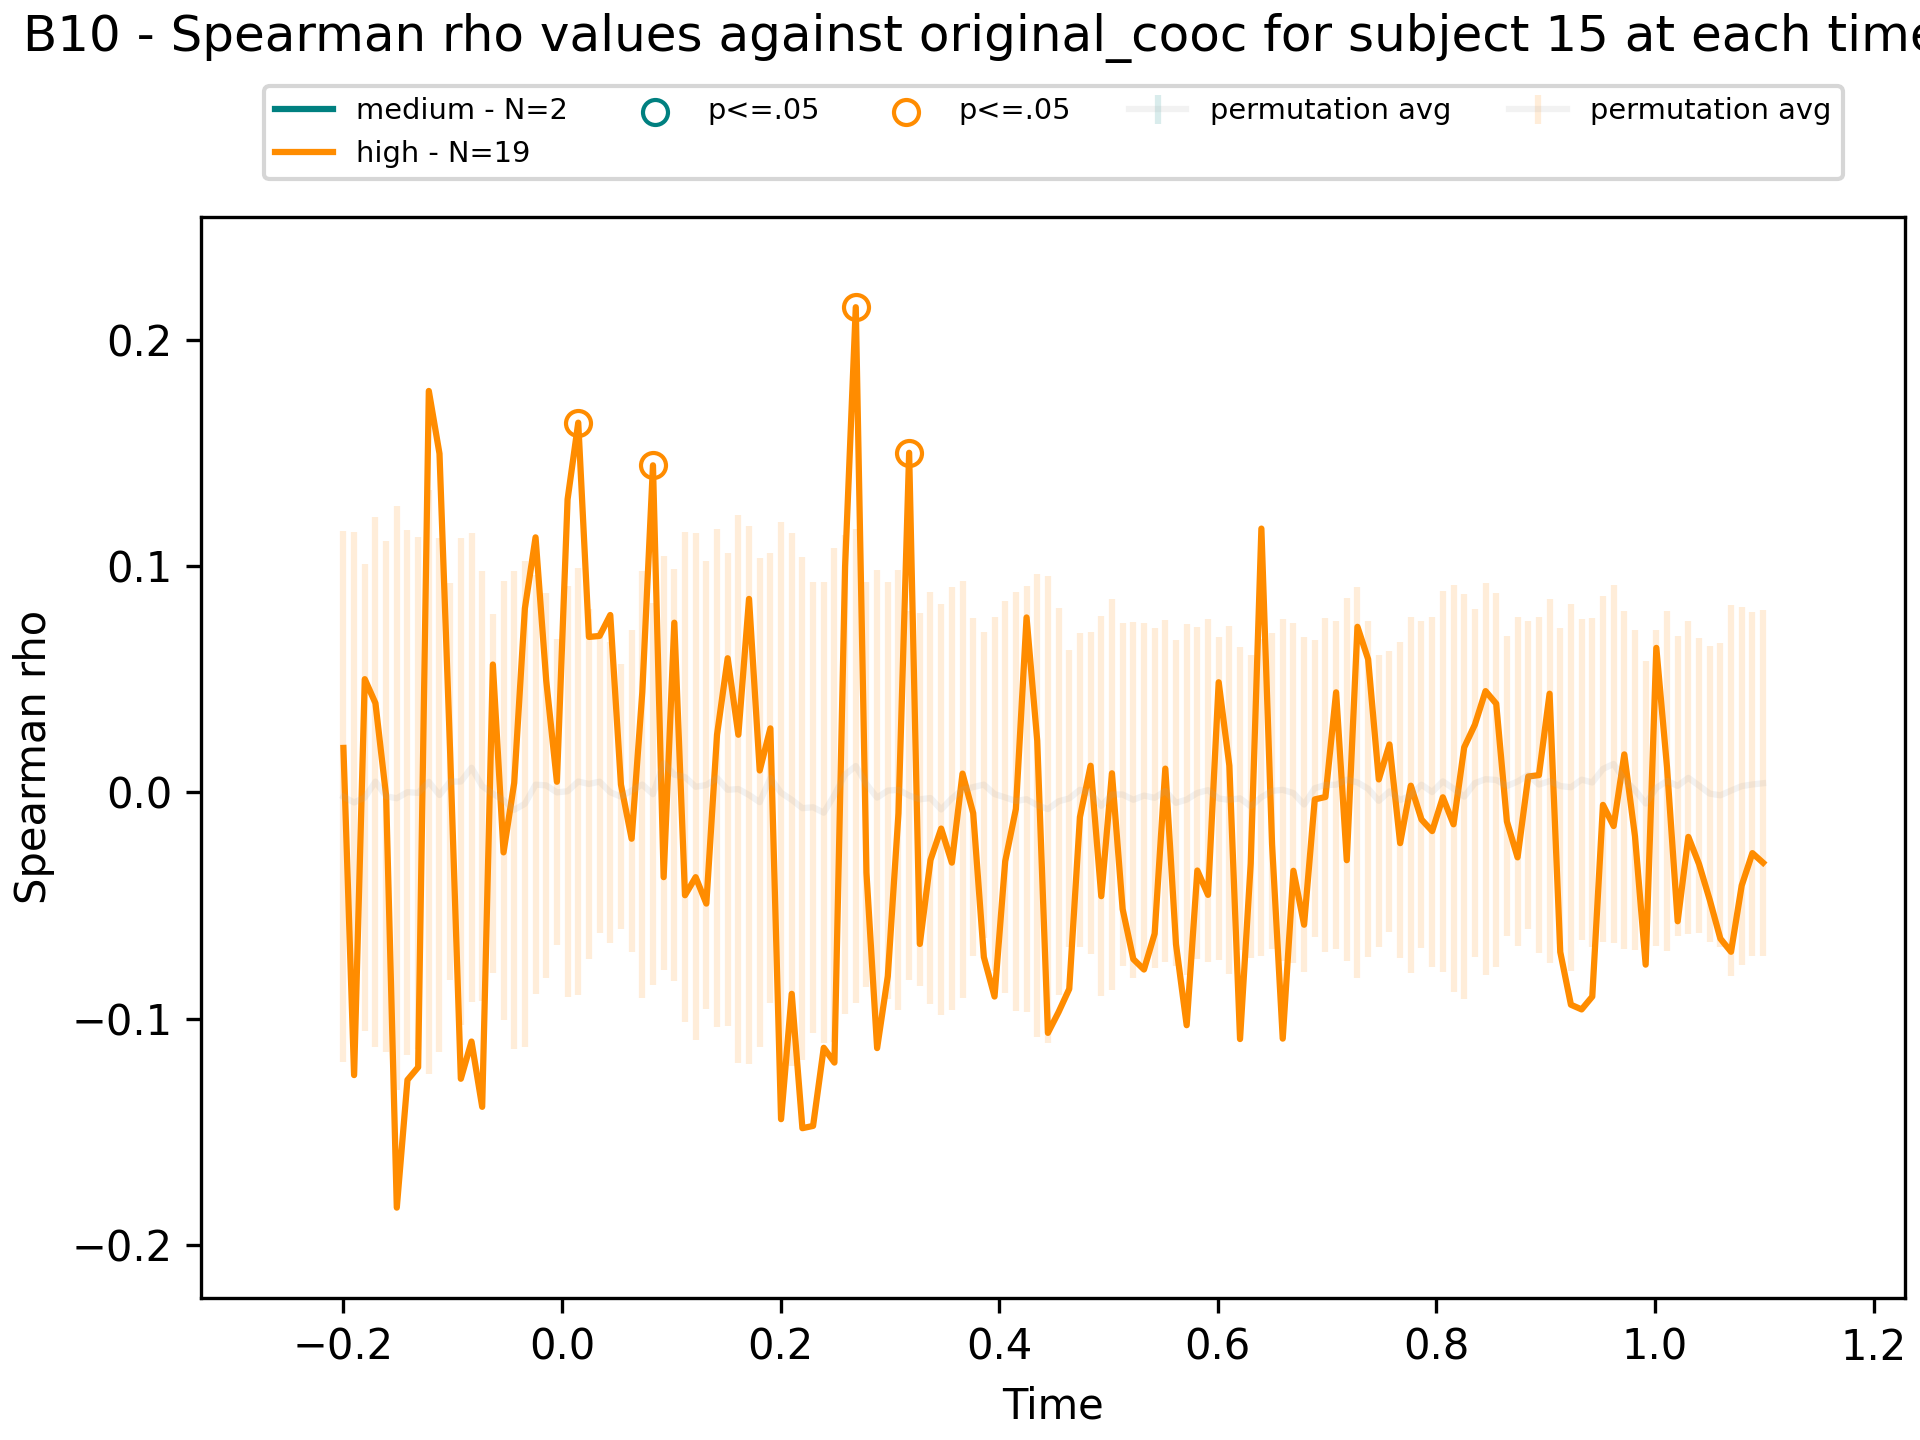 B10 - Spearman rho values against original_cooc for subject 15 at each time
medium - N=2
high - N=19
p<=.05
p<=.05
permutation avg
permutation avg
Spearman rho
0.2
0.1
0.0
−0.1
−0.2
−0.2 0.0 0.2 0.4 0.6 0.8 1.0 1.2
Time